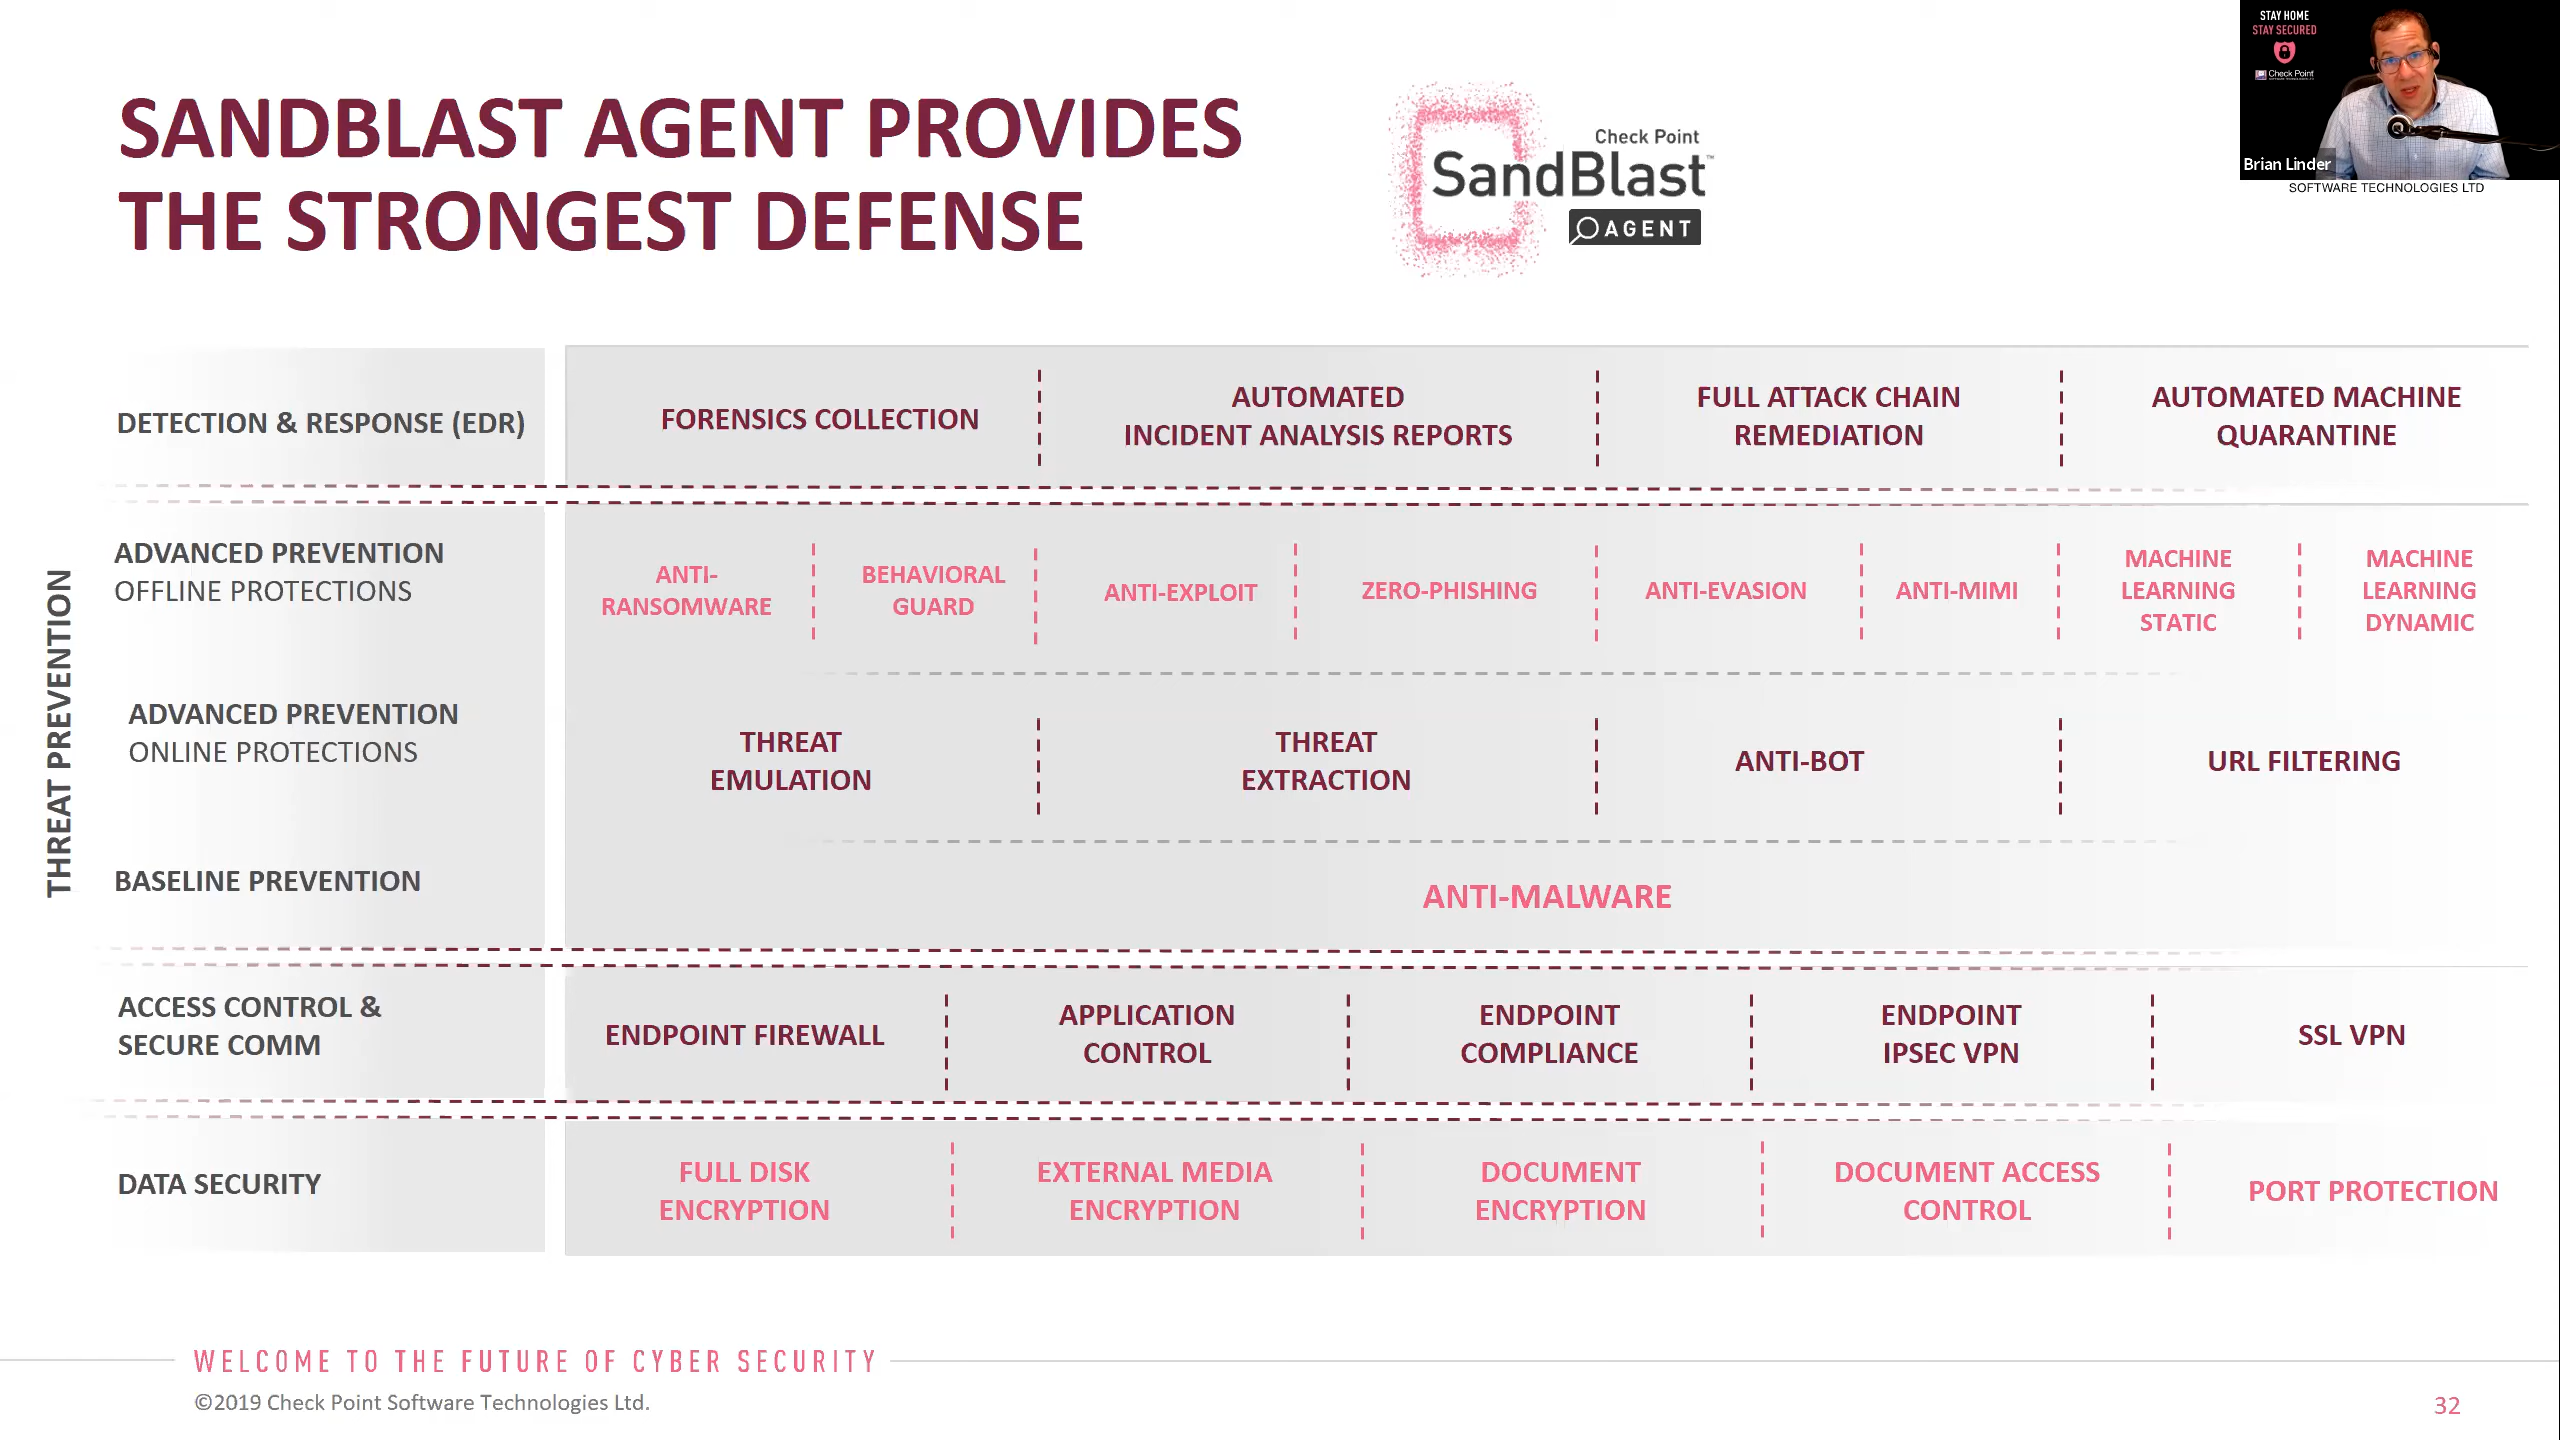 STAY HOME
STAY SECURED
Check Point
Brian Linder
SOFTWARE TECHNOLOGIES LTD
SANDBLAST AGENT PROVIDES
THE STRONGEST DEFENSE
Check Point
SandBlast™
AGENT
DETECTION & RESPONSE (EDR)
FORENSICS COLLECTION
AUTOMATED
INCIDENT ANALYSIS REPORTS
FULL ATTACK CHAIN
REMEDIATION
AUTOMATED MACHINE
QUARANTINE
THREAT PREVENTION
ADVANCED PREVENTION
OFFLINE PROTECTIONS
ANTI-
RANSOMWARE
BEHAVIORAL
GUARD
ANTI-EXPLOIT
ZERO-PHISHING
ANTI-EVASION
ANTI-MIMI
MACHINE
LEARNING
STATIC
MACHINE
LEARNING
DYNAMIC
ADVANCED PREVENTION
ONLINE PROTECTIONS
THREAT
EMULATION
THREAT
EXTRACTION
ANTI-BOT
URL FILTERING
BASELINE PREVENTION
ANTI-MALWARE
ACCESS CONTROL &
SECURE COMM
ENDPOINT FIREWALL
APPLICATION
CONTROL
ENDPOINT
COMPLIANCE
ENDPOINT
IPSEC VPN
SSL VPN
DATA SECURITY
FULL DISK
ENCRYPTION
EXTERNAL MEDIA
ENCRYPTION
DOCUMENT
ENCRYPTION
DOCUMENT ACCESS
CONTROL
PORT PROTECTION
WELCOME TO THE FUTURE OF CYBER SECURITY
©2019 Check Point Software Technologies Ltd.
32